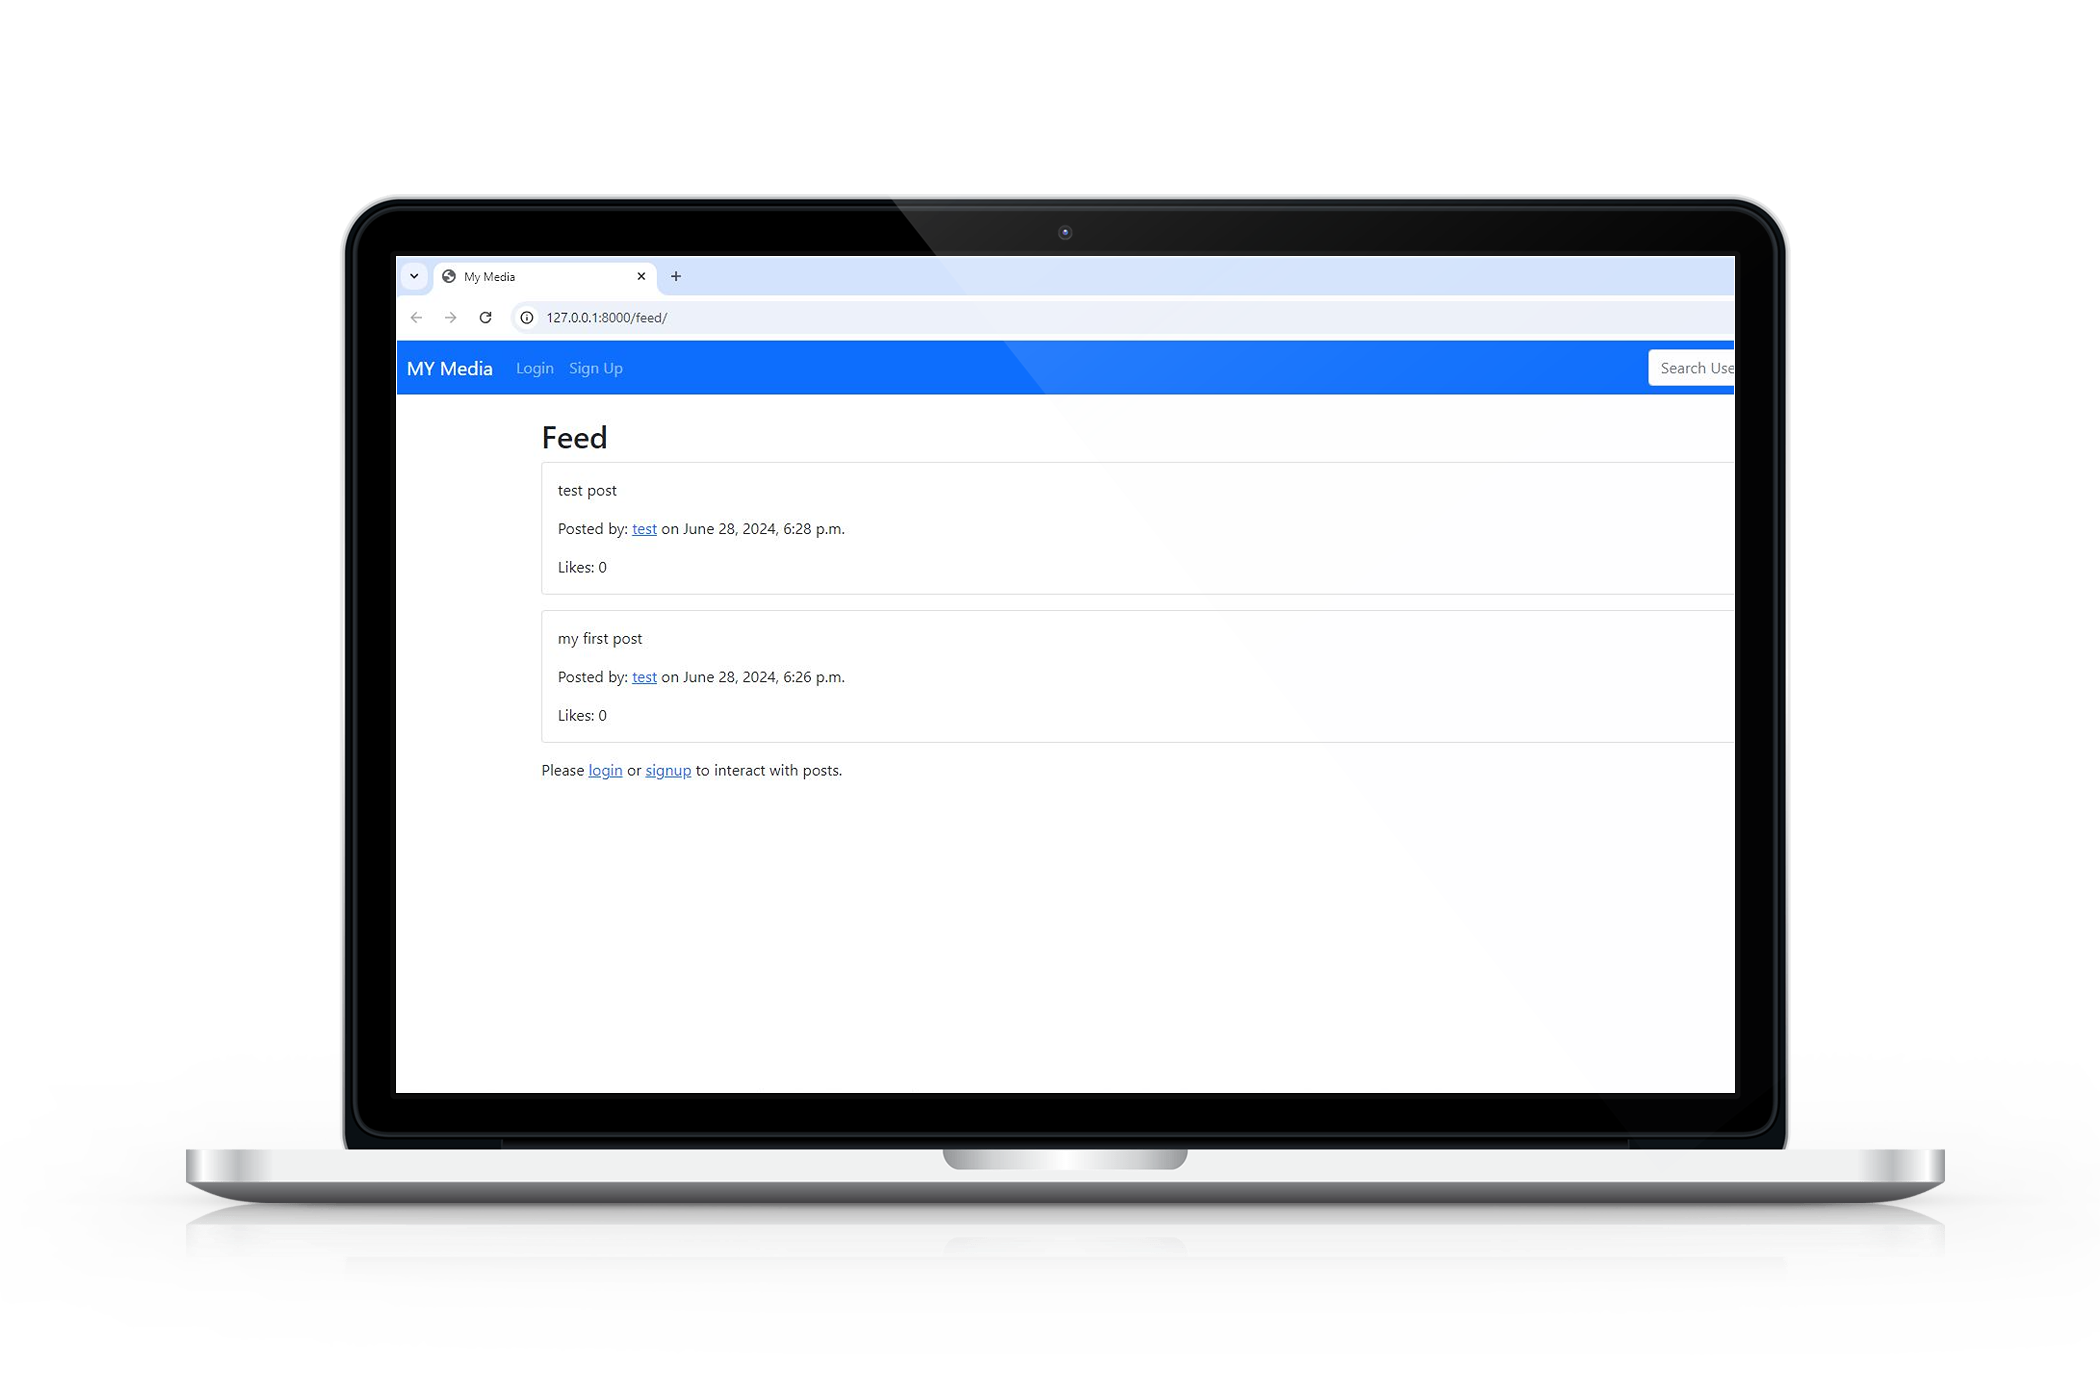 My Media
127.0.0.1:8000/feed/
MY Media Login Sign Up Search Use
Feed
test post
Posted by: test on June 28, 2024, 6:28 p.m.
Likes: 0
my first post
Posted by: test on June 28, 2024, 6:26 p.m.
Likes: 0
Please login or signup to interact with posts.